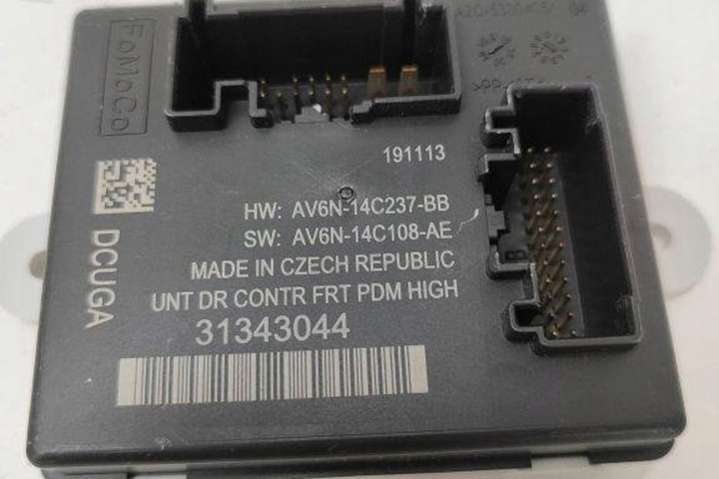 FoMoCo
191113
HW: AV6N-14C237-BB
SW: AV6N-14C108-AE
MADE IN CZECH REPUBLIC
UNT DR CONTR FRT PDM HIGH
31343044
DCUGA